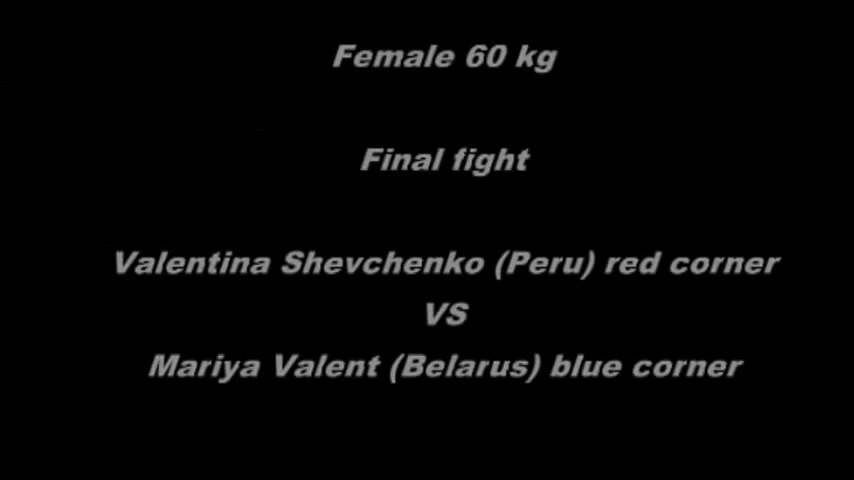 Female 60 kg
Final fight
Valentina Shevchenko (Peru) red corner
VS
Mariya Valent (Belarus) blue corner